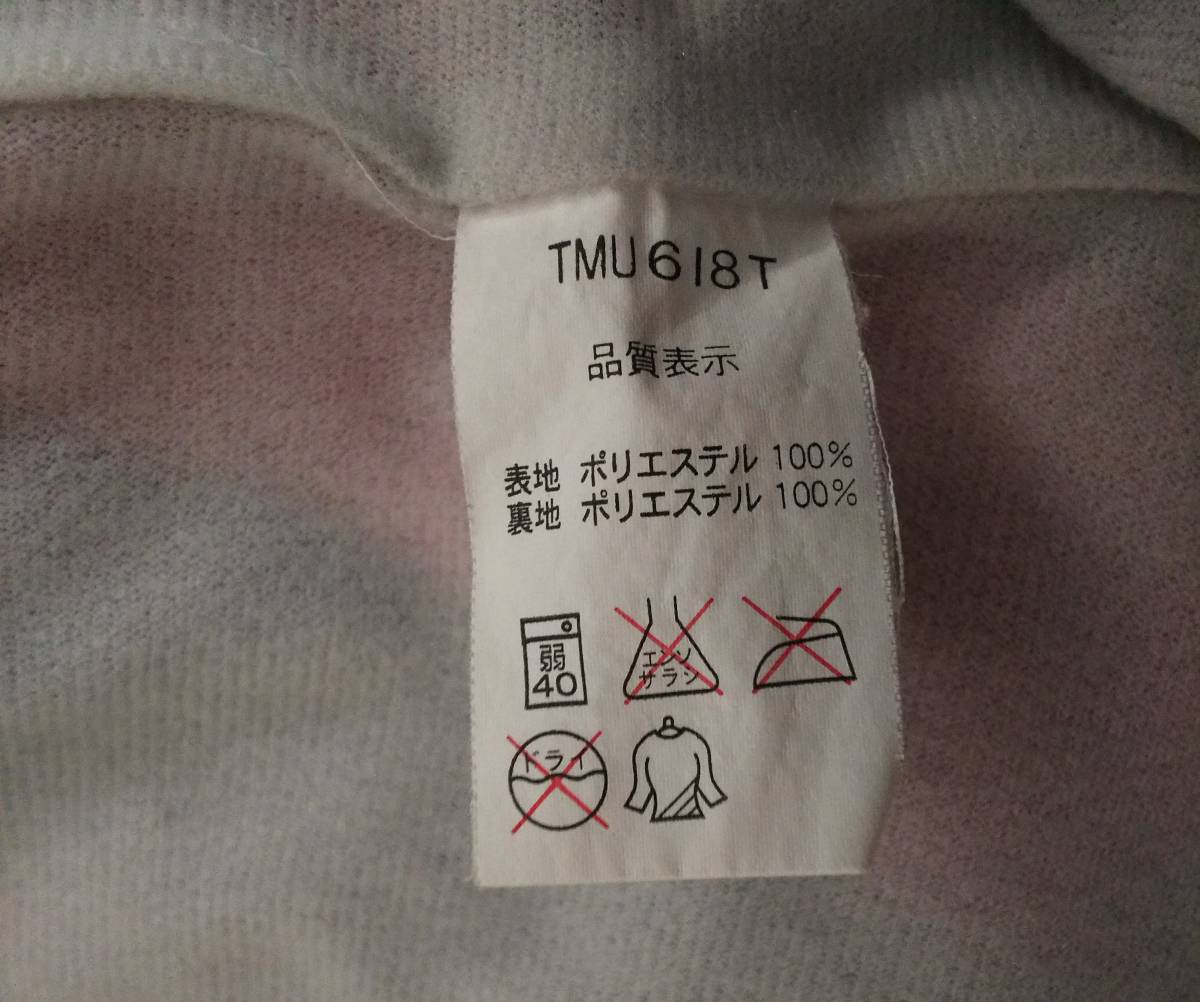 TMU618T
品質表示
表地 ポリエステル 100%
裏地 ポリエステル 100%
弱
40
エンソ
サラシ
ドライ